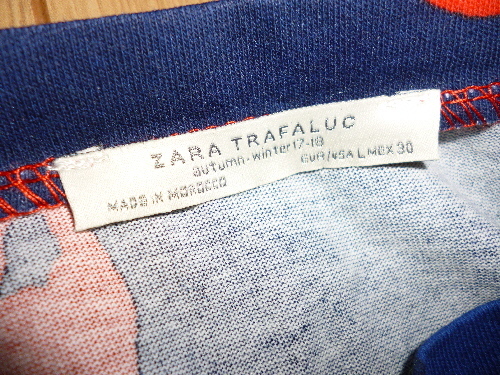 ZARA TRAFALUC
autumn-winter 17-18
EUR/USA L MEX 30
MADE IN MOROCCO